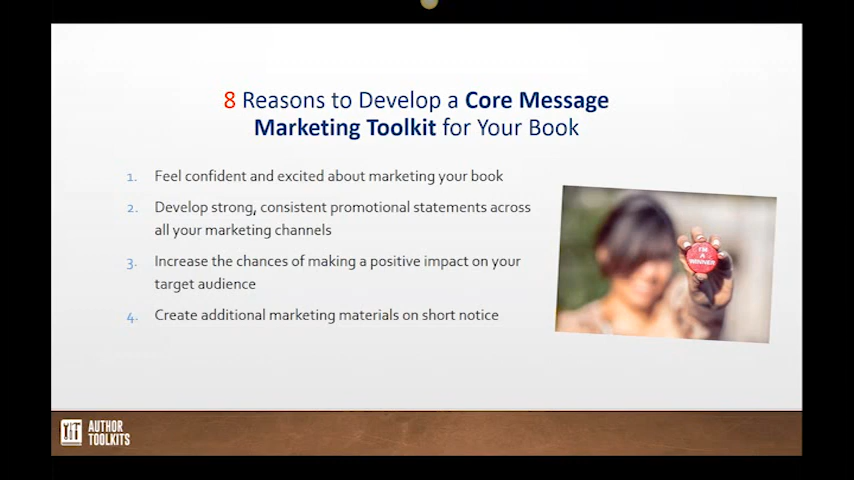 8 Reasons to Develop a Core Message
Marketing Toolkit for Your Book
1. Feel confident and excited about marketing your book
2. Develop strong, consistent promotional statements across
all your marketing channels
3. Increase the chances of making a positive impact on your
target audience
4. Create additional marketing materials on short notice
I'M
A
WINNER
AUTHOR
TOOLKITS